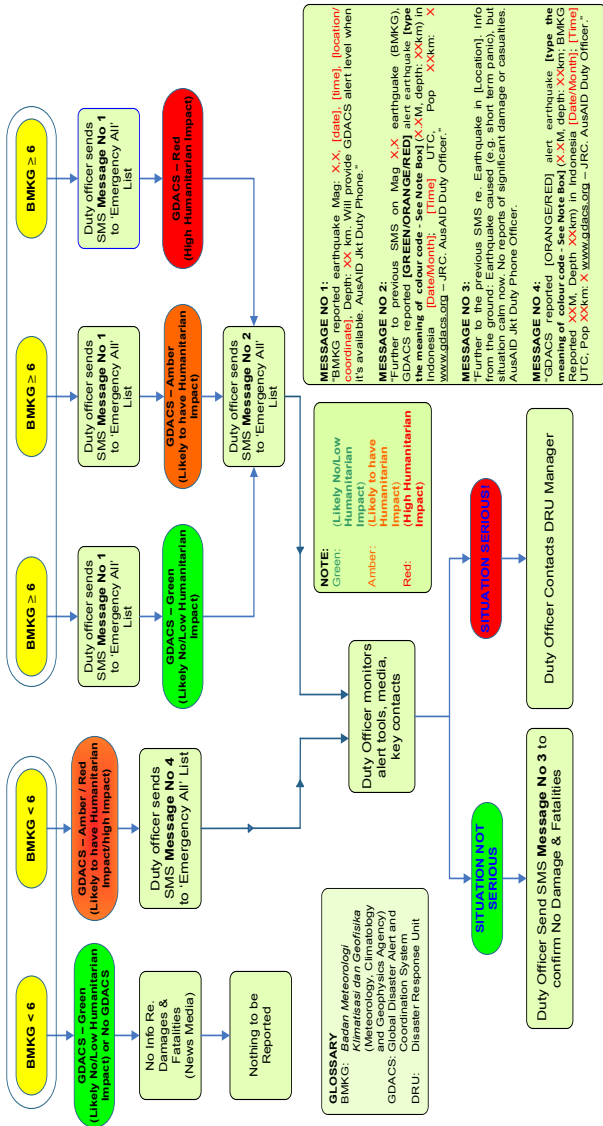 BMKG < 6
BMKG < 6
BMKG ≥ 6
BMKG ≥ 6
BMKG ≥ 6
GDACS – Green
(Likely No/Low Humanitarian
Impact) or No GDACS
GDACS – Amber / Red
(Likely to have Humanitarian
Impact/high Impact)
Duty officer sends
SMS Message No 1
to 'Emergency All'
List
Duty officer sends
SMS Message No 1
to 'Emergency All'
List
Duty officer sends
SMS Message No 1
to 'Emergency All'
List
No Info Re.
Damages &
Fatalities
(News Media)
Duty officer sends
SMS Message No 4
to 'Emergency All' List
GDACS – Green
(Likely No/Low Humanitarian
Impact)
GDACS – Amber
(Likely to have Humanitarian
Impact)
GDACS – Red
(High Humanitarian Impact)
Nothing to be
Reported
Duty officer sends
SMS Message No 2
to 'Emergency All'
List
GLOSSARY
BMKG: Badan Meteorologi
Klimatisasi dan Geofisika
(Meteorology, Climatology
and Geophysics Agency)
GDACS: Global Disaster Alert and
Coordination System
DRU: Disaster Response Unit
Duty Officer monitors
alert tools, media,
key contacts
NOTE:
Green: (Likely No/Low
Humanitarian
Impact)
Amber: (Likely to have
Humanitarian
Impact)
Red: (High Humanitarian
Impact)
SITUATION NOT
SERIOUS
SITUATION SERIOUS!
Duty Officer Send SMS Message No 3 to
confirm No Damage & Fatalities
Duty Officer Contacts DRU Manager
MESSAGE NO 1:
"BMKG reported earthquake Mag: X.X, [date], [time], [location/
coordinate], Depth: XX km. Will provide GDACS alert level when
it's available. AusAID Jkt Duty Phone."
MESSAGE NO 2:
"Further to previous SMS on Mag X.X earthquake (BMKG),
GDACS reported [GREEN/ORANGE/RED] alert earthquake [type
the meaning of colour code - See Note Box] (X.XM, depth: XXkm) in
Indonesia [Date/Month]; [Time] UTC, Pop XXkm: X
www.gdacs.org – JRC. AusAID Duty Officer."
MESSAGE NO 3:
"Further to the previous SMS re. Earthquake in [Location]. Info
from the ground: Earthquake caused (e.g. short term panic), but
situation calm now. No reports of significant damage or casualties.
AusAID Jkt Duty Phone Officer.
MESSAGE NO 4:
"GDACS reported [ORANGE/RED] alert earthquake [type the
meaning of colour code - See Note Box] (X.XM, depth: XXkm; BMKG
Reported XXM, Depth XXkm) in Indonesia [Date/Month]; [Time]
UTC, Pop XXkm: X www.gdacs.org – JRC. AusAID Duty Officer."